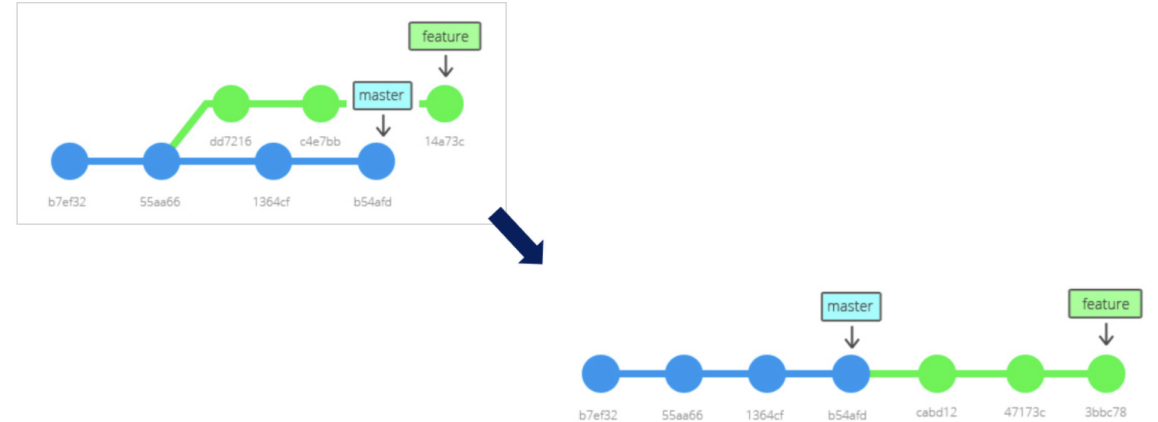 feature
master
dd7216 c4e7bb 14a73c
b7ef32 55aa66 1364cf b54afd
master feature
b7ef32 55aa66 1364cf b54afd cabd12 47173c 3bbc78